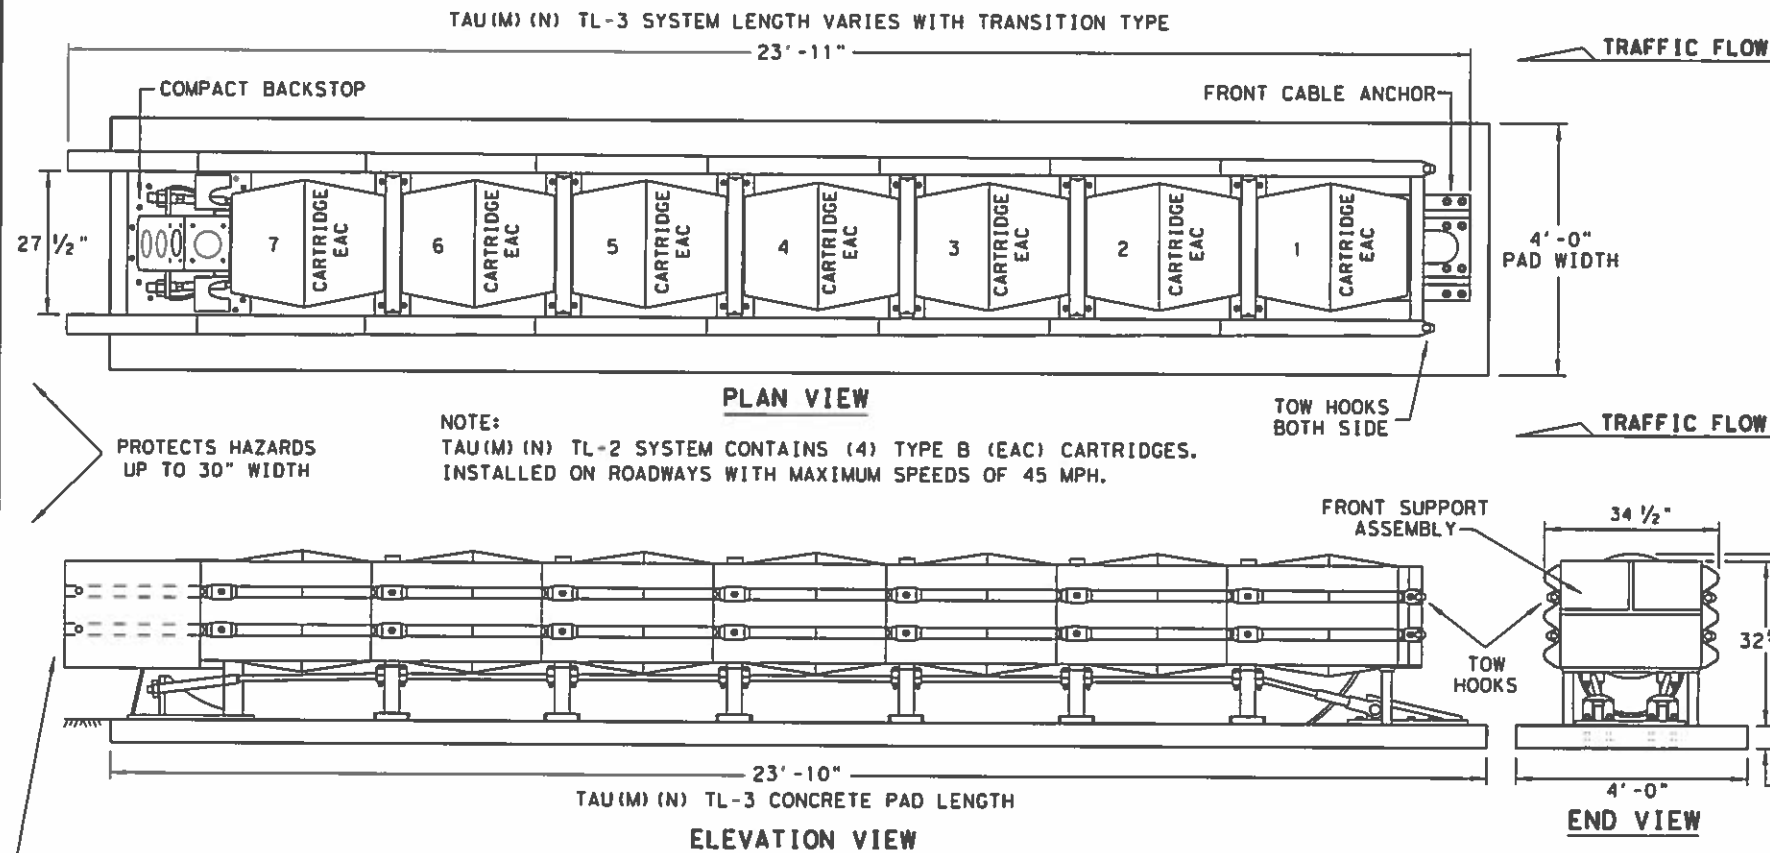 TAU(M)(N) TL-3 SYSTEM LENGTH VARIES WITH TRANSITION TYPE
23'-11"
TRAFFIC FLOW
COMPACT BACKSTOP
FRONT CABLE ANCHOR
27 1/2"
7
CARTRIDGE
EAC
6
CARTRIDGE
EAC
5
CARTRIDGE
EAC
4
CARTRIDGE
EAC
3
CARTRIDGE
EAC
2
CARTRIDGE
EAC
1
CARTRIDGE
EAC
4'-0"
PAD WIDTH
PLAN VIEW
TOW HOOKS
BOTH SIDE
TRAFFIC FLOW
PROTECTS HAZARDS
UP TO 30" WIDTH
NOTE:
TAU(M)(N) TL-2 SYSTEM CONTAINS (4) TYPE B (EAC) CARTRIDGES.
INSTALLED ON ROADWAYS WITH MAXIMUM SPEEDS OF 45 MPH.
FRONT SUPPORT
ASSEMBLY
34 1/2"
TOW
HOOKS
32
23'-10"
TAU(M)(N) TL-3 CONCRETE PAD LENGTH
ELEVATION VIEW
4'-0"
END VIEW